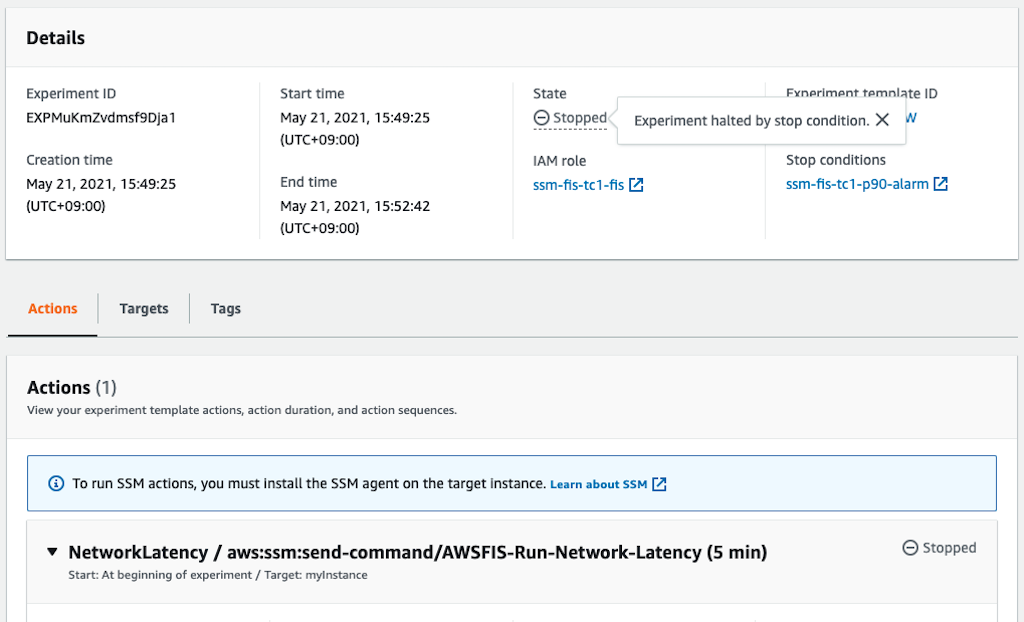 Details
Experiment ID
EXPMuKmZvdmsf9Dja1
Creation time
May 21, 2021, 15:49:25
(UTC+09:00)
Start time
May 21, 2021, 15:49:25
(UTC+09:00)
End time
May 21, 2021, 15:52:42
(UTC+09:00)
State
Stopped
Experiment halted by stop condition.
IAM role
ssm-fis-tc1-fis
Experiment template ID
W
Stop conditions
ssm-fis-tc1-p90-alarm
Actions
Targets
Tags
Actions (1)
View your experiment template actions, action duration, and action sequences.
To run SSM actions, you must install the SSM agent on the target instance. Learn about SSM
NetworkLatency / aws:ssm:send-command/AWSFIS-Run-Network-Latency (5 min)
Stopped
Start: At beginning of experiment / Target: myInstance